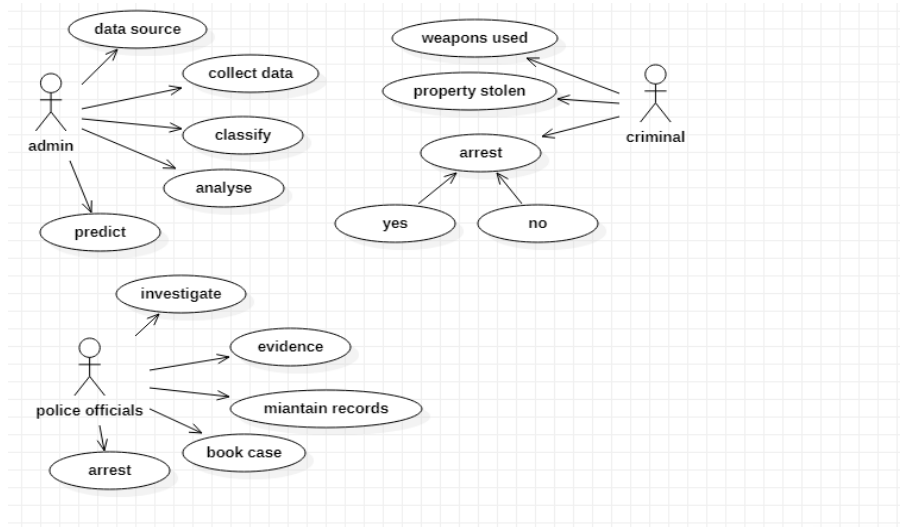 data source
weapons used
collect data
property stolen
admin
criminal
classify
arrest
analyse
predict
yes
no
investigate
evidence
police officials
miantain records
book case
arrest